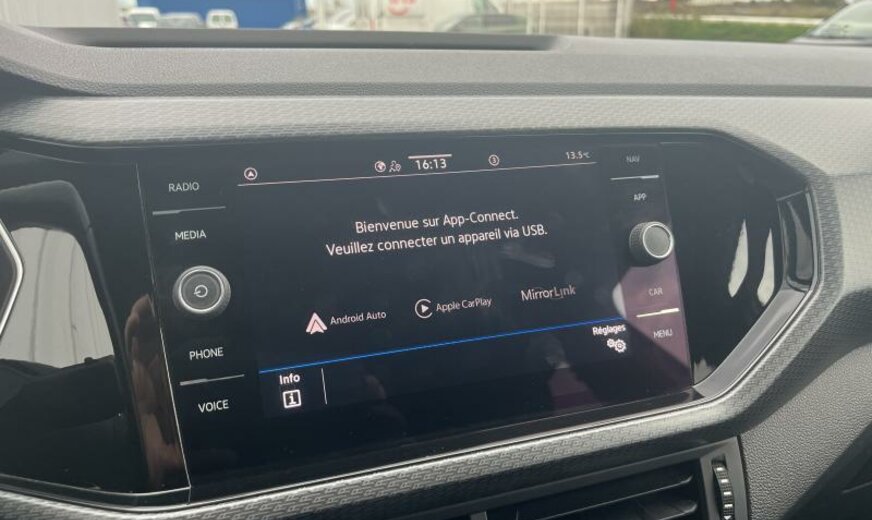 RADIO
MEDIA
PHONE
VOICE
16:13
3
13.5°C
Bienvenue sur App-Connect.
Veuillez connecter un appareil via USB.
Android Auto
Apple CarPlay
MirrorLink
Info
i
Réglages
NAV
APP
CAR
MENU